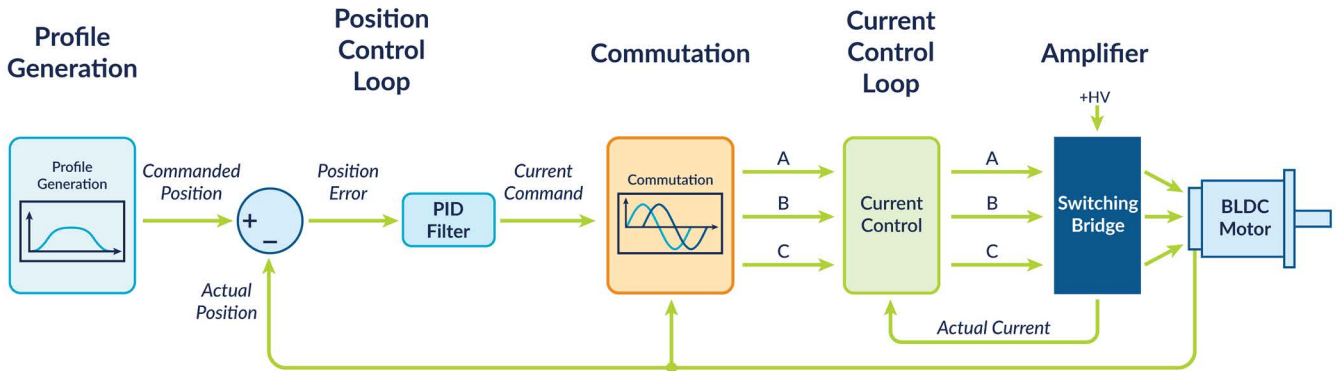 Profile
Generation
Position
Control
Loop
Commutation
Current
Control
Loop
Amplifier
+HV
Profile
Generation
Commanded
Position
+
−
Position
Error
PID
Filter
Current
Command
Commutation
A
B
C
Current
Control
A
B
C
Switching
Bridge
BLDC
Motor
Actual
Position
Actual Current